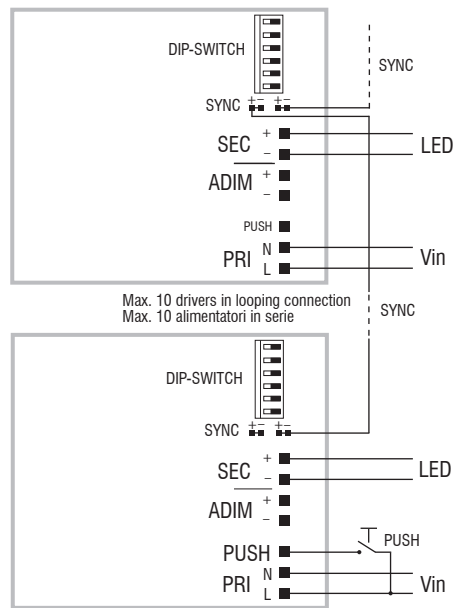 DIP-SWITCH
SYNC
SYNC +- +-
SEC + -
LED
ADIM + -
PUSH
PRI N L
Vin
Max. 10 drivers in looping connection
Max. 10 alimentatori in serie
SYNC
DIP-SWITCH
SYNC +- +-
SEC + -
LED
ADIM + -
PUSH
PUSH
PRI N L
Vin